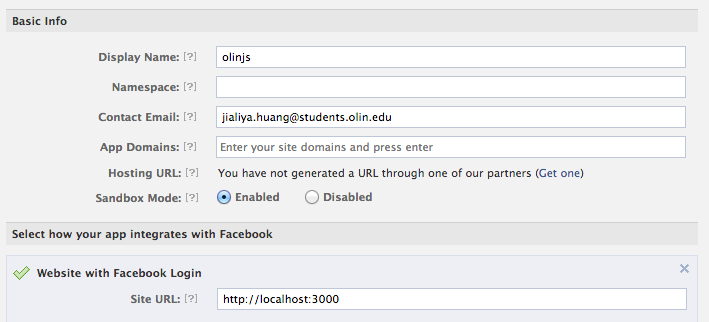 Basic Info
Display Name: [?] olinjs
Namespace: [?]
Contact Email: [?] jialiya.huang@students.olin.edu
App Domains: [?] Enter your site domains and press enter
Hosting URL: [?] You have not generated a URL through one of our partners (Get one)
Sandbox Mode: [?] Enabled Disabled
Select how your app integrates with Facebook
Website with Facebook Login
Site URL: [?] http://localhost:3000